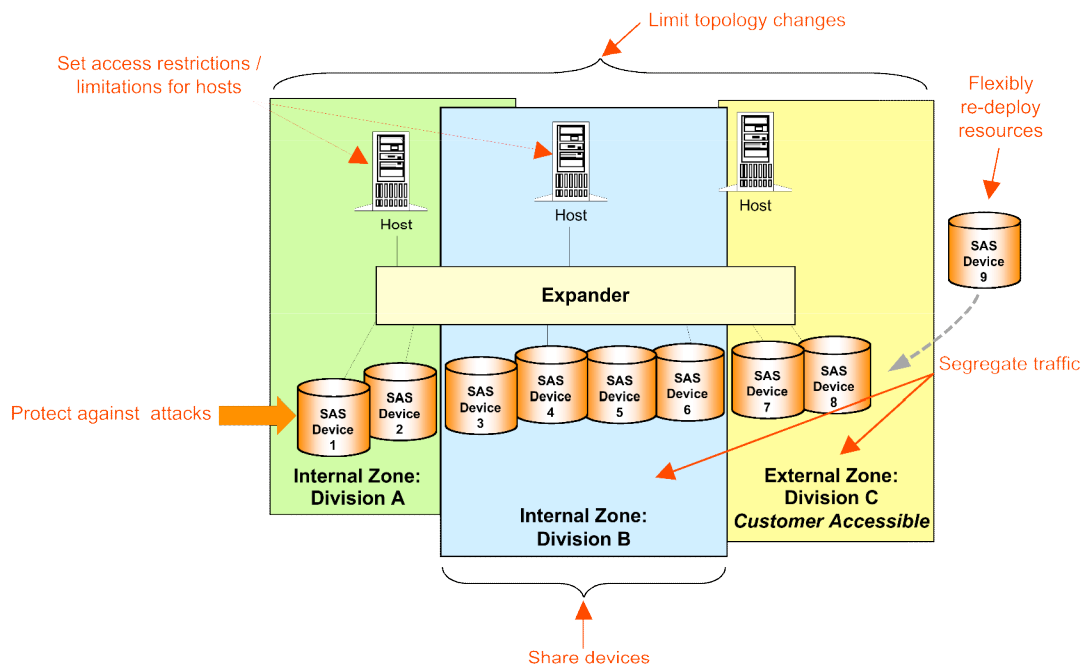 Limit topology changes
Set access restrictions /
limitations for hosts
Flexibly
re-deploy
resources
Host
Host
Host
SAS
Device
9
Expander
Segregate traffic
Protect against attacks
SAS
Device
1
SAS
Device
2
SAS
Device
3
SAS
Device
4
SAS
Device
5
SAS
Device
6
SAS
Device
7
SAS
Device
8
Internal Zone:
Division A
Internal Zone:
Division B
External Zone:
Division C
Customer Accessible
Share devices